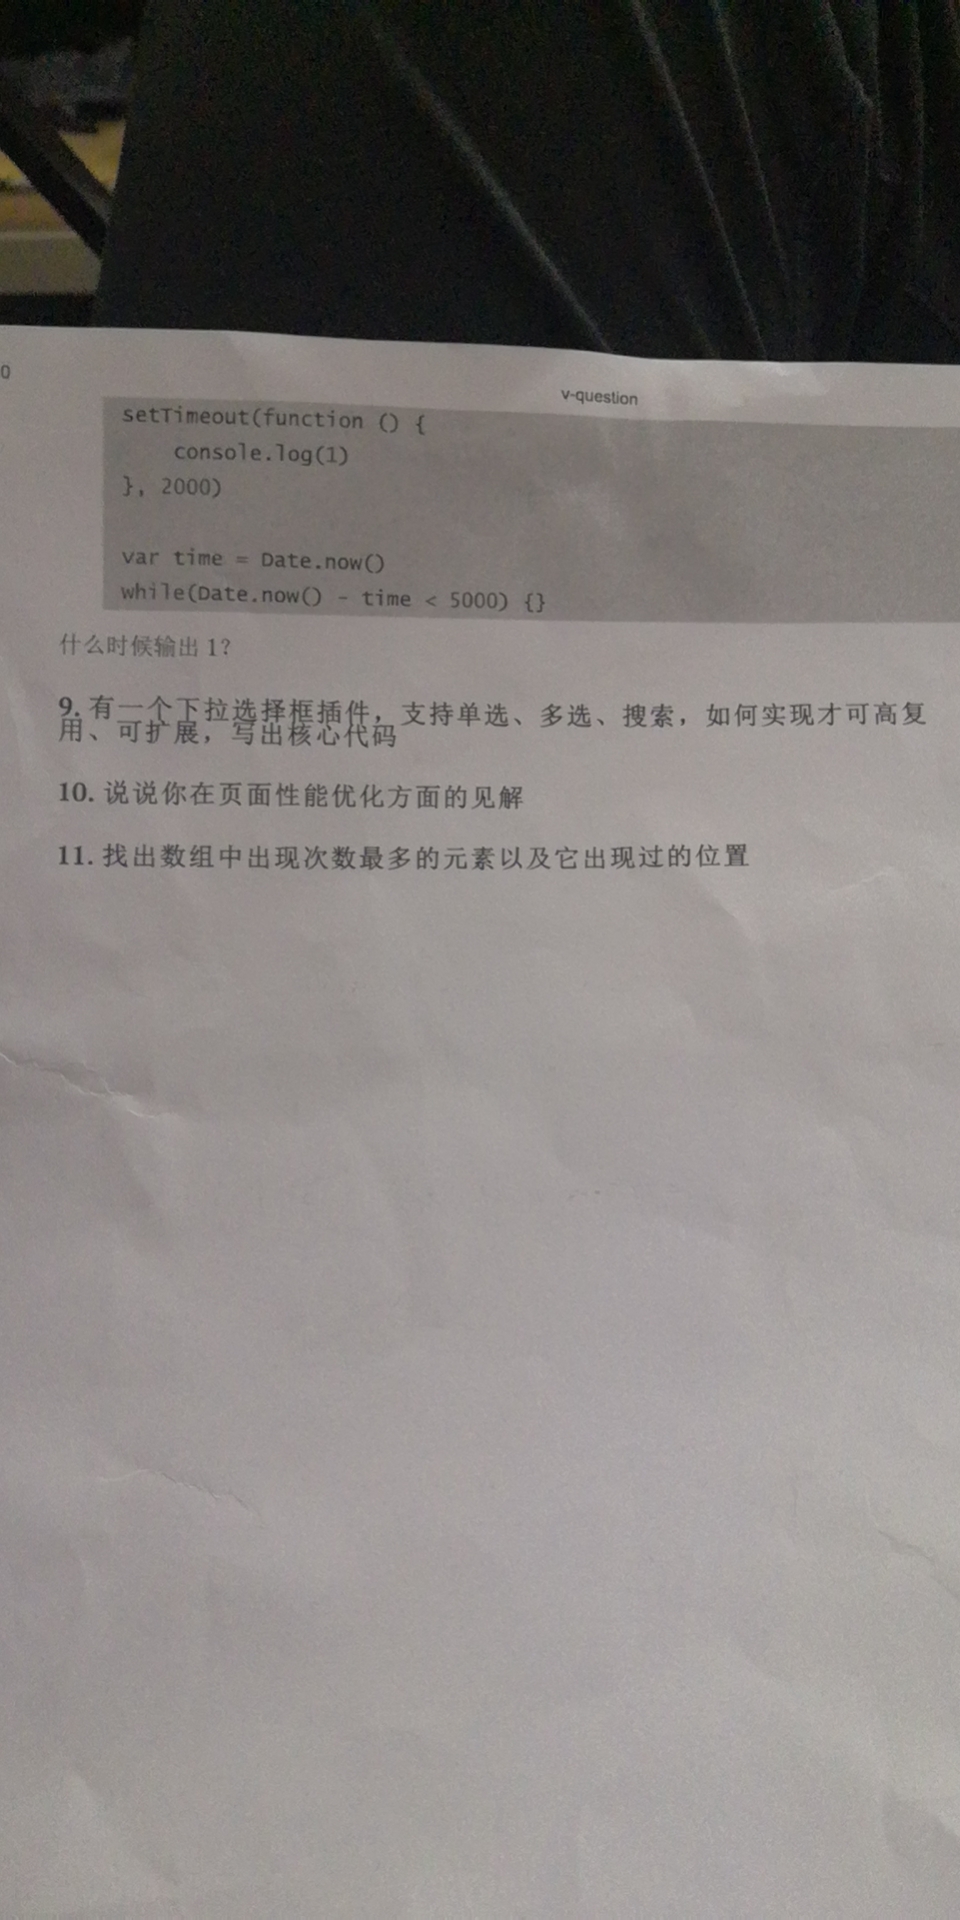 0
v-question
setTimeout(function () {
    console.log(1)
}, 2000)
var time = Date.now()
while(Date.now() - time < 5000) {}
什么时候输出 1?
9. 有一个下拉选择框插件，支持单选、多选、搜索，如何实现才可高复
用、可扩展，写出核心代码
10. 说说你在页面性能优化方面的见解
11. 找出数组中出现次数最多的元素以及它出现过的位置